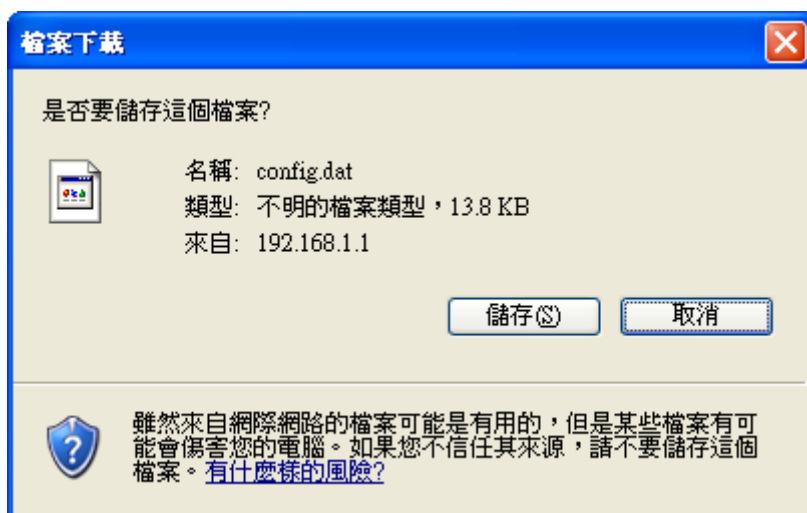 檔案下載
是否要儲存這個檔案?
名稱: config.dat
類型: 不明的檔案類型，13.8 KB
來自: 192.168.1.1
儲存(S) 取消
雖然來自網際網路的檔案可能是有用的，但是某些檔案有可
能會傷害您的電腦。如果您不信任其來源，請不要儲存這個
檔案。有什麼樣的風險?